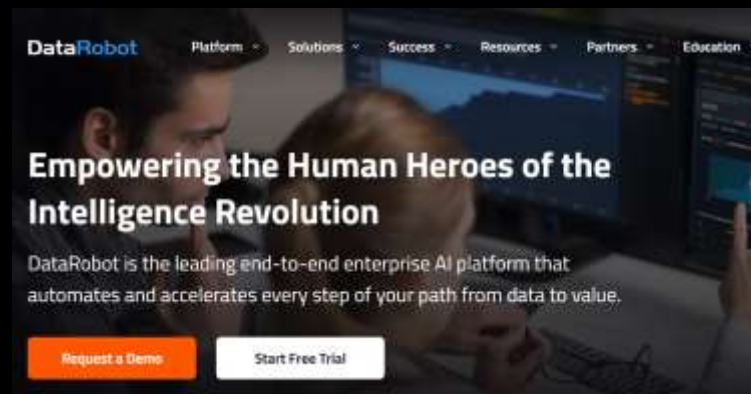 DataRobot Platform Solutions Success Resources Partners Education
Empowering the Human Heroes of the
Intelligence Revolution
DataRobot is the leading end-to-end enterprise AI platform that
automates and accelerates every step of your path from data to value.
Request a Demo Start Free Trial